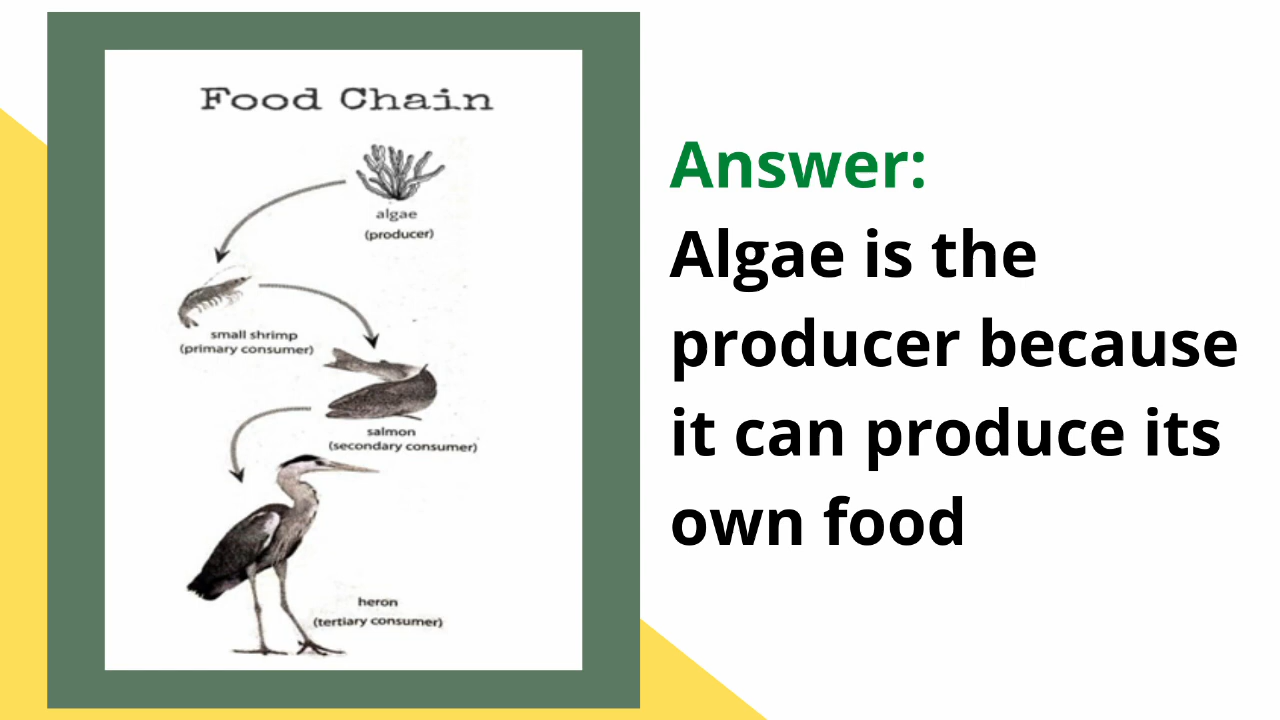 Food Chain
algae
(producer)
small shrimp
(primary consumer)
salmon
(secondary consumer)
heron
(tertiary consumer)
Answer:
Algae is the
producer because
it can produce its
own food